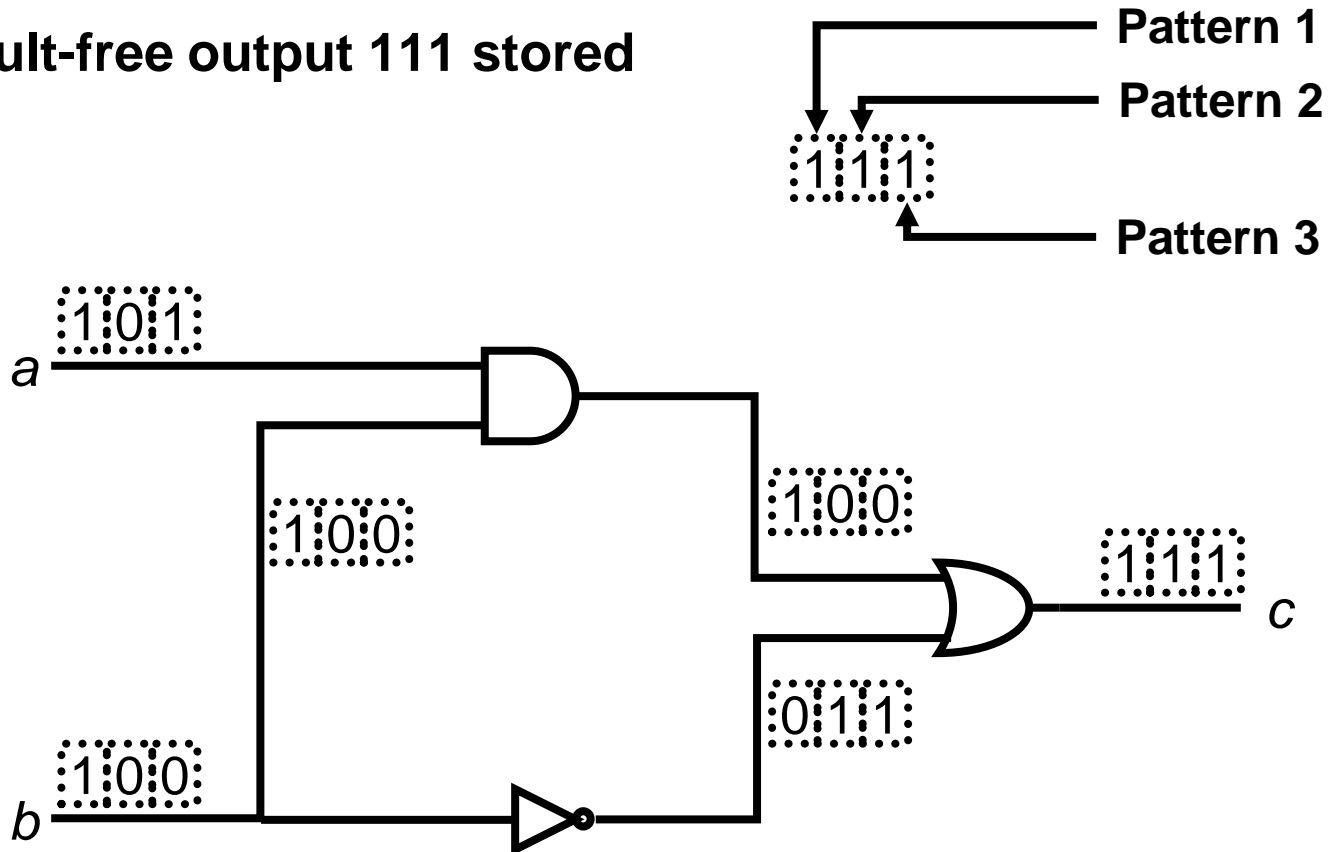 ult-free output 111 stored
Pattern 1
Pattern 2
111
Pattern 3
101
a
100
100
111
c
011
100
b